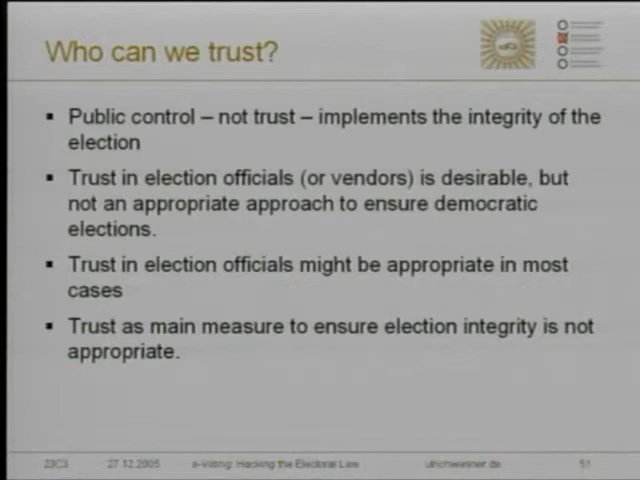 Who can we trust?
▪ Public control – not trust – implements the integrity of the
election
▪ Trust in election officials (or vendors) is desirable, but
not an appropriate approach to ensure democratic
elections.
▪ Trust in election officials might be appropriate in most
cases
▪ Trust as main measure to ensure election integrity is not
appropriate.
27.12.2005 e-Voting: Hacking the Electoral Law ulrichwiesner.de 51